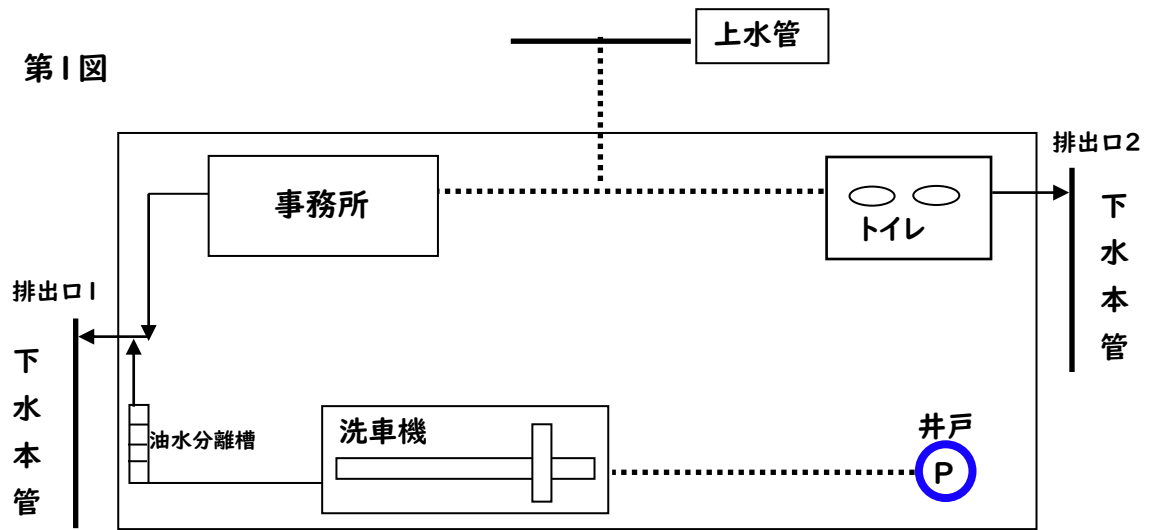 第1図
上水管
排出口2
事務所
トイレ
下水本管
排出口1
下水本管
油水分離槽
洗車機
井戸
P